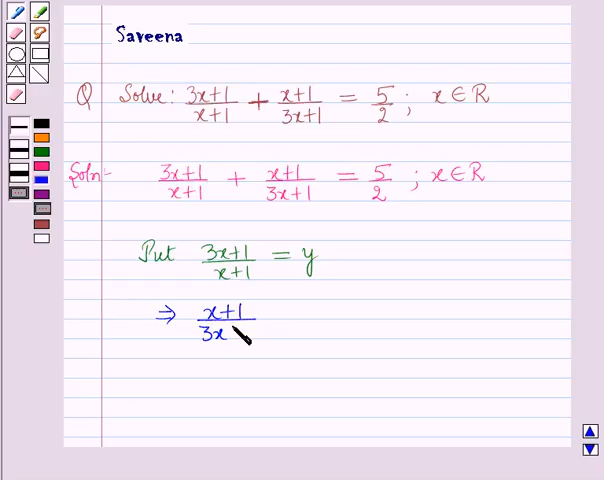 Saveena
Q Solve: (3x+1)/(x+1) + (x+1)/(3x+1) = 5/2 ; x ∈ R
Soln- (3x+1)/(x+1) + (x+1)/(3x+1) = 5/2 ; x ∈ R
Put (3x+1)/(x+1) = y
⇒ (x+1)/(3x